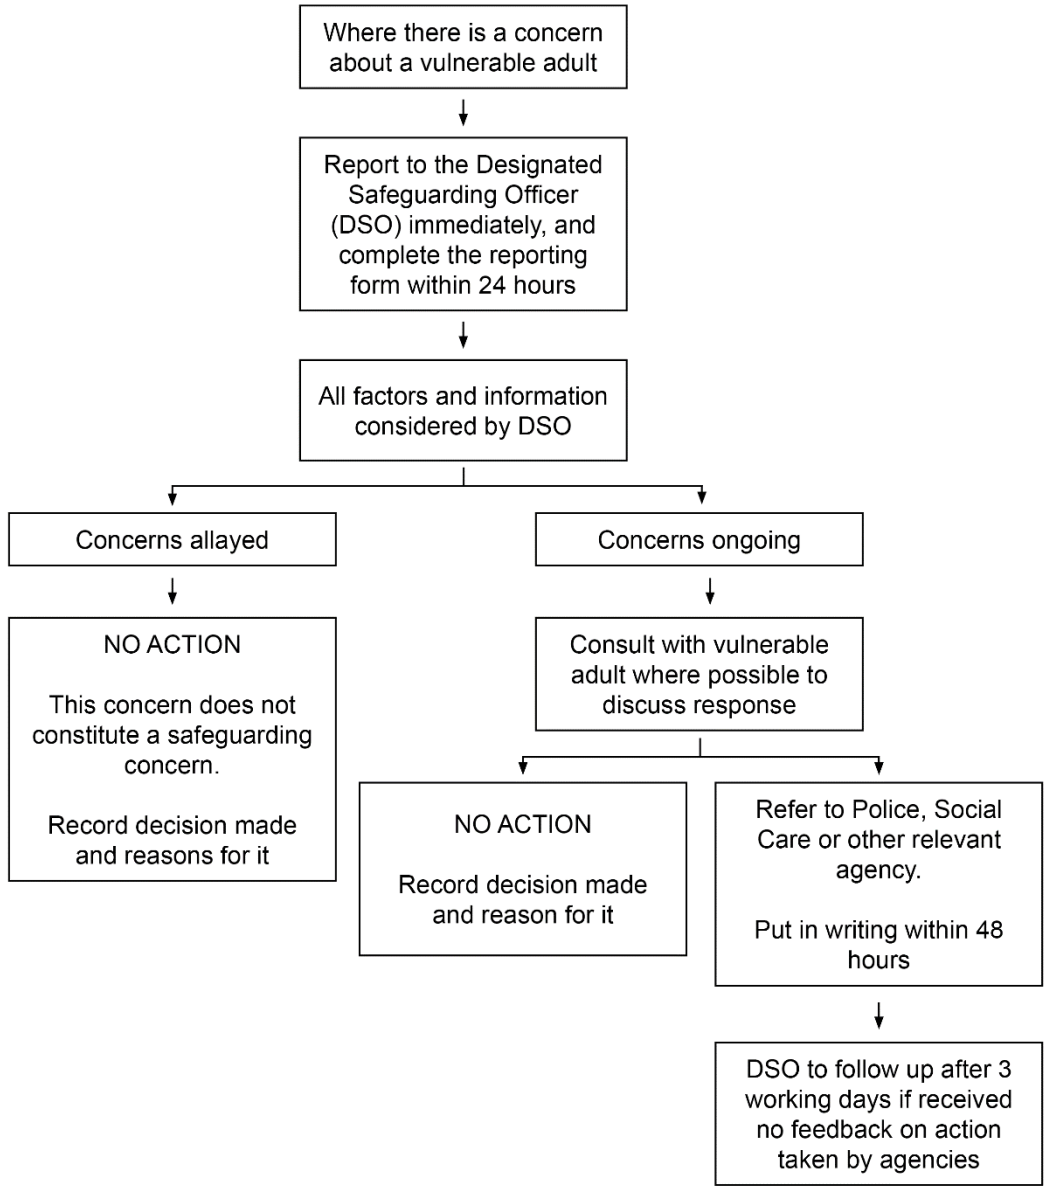 Where there is a concern
about a vulnerable adult
Report to the Designated
Safeguarding Officer
(DSO) immediately, and
complete the reporting
form within 24 hours
All factors and information
considered by DSO
Concerns allayed
NO ACTION
This concern does not
constitute a safeguarding
concern.
Record decision made
and reasons for it
Concerns ongoing
Consult with vulnerable
adult where possible to
discuss response
NO ACTION
Record decision made
and reason for it
Refer to Police, Social
Care or other relevant
agency.
Put in writing within 48
hours
DSO to follow up after 3
working days if received
no feedback on action
taken by agencies